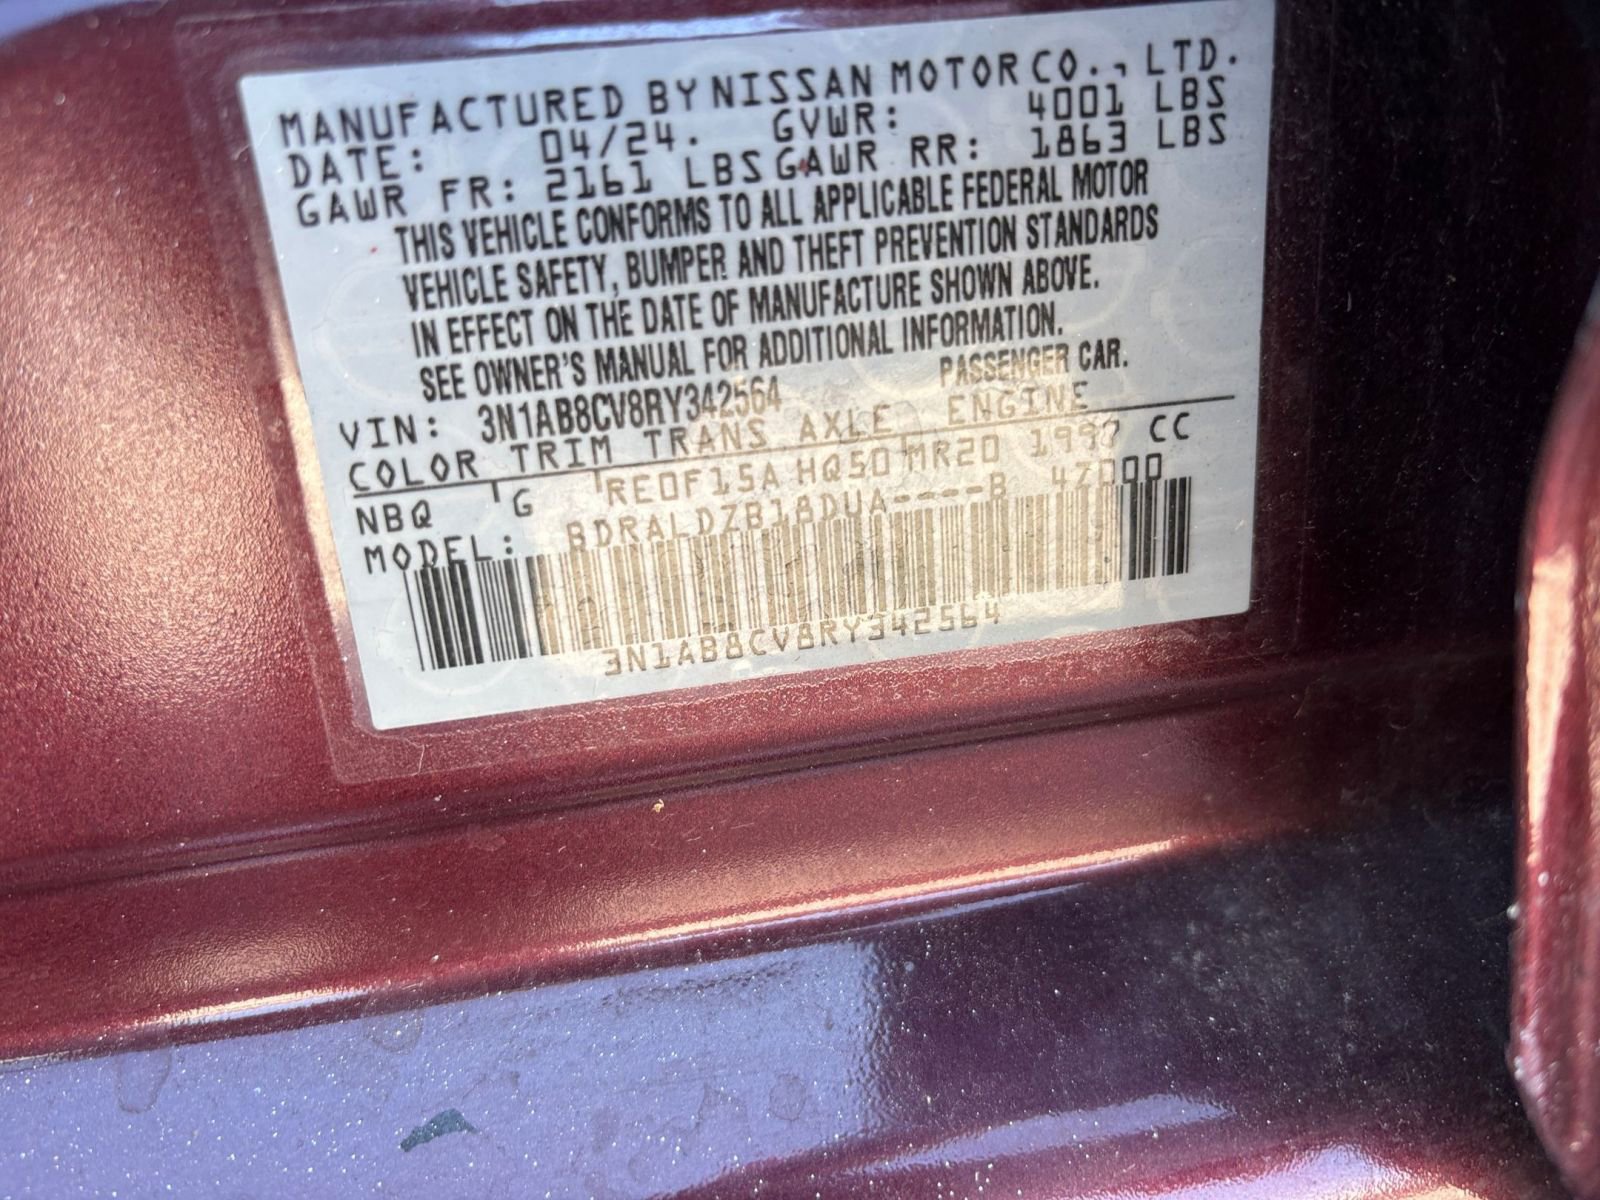 MANUFACTURED BY NISSAN MOTOR CO., LTD.
DATE: 04/24. GVWR: 4001 LBS
GAWR FR: 2161 LBS GAWR RR: 1863 LBS
THIS VEHICLE CONFORMS TO ALL APPLICABLE FEDERAL MOTOR
VEHICLE SAFETY, BUMPER AND THEFT PREVENTION STANDARDS
IN EFFECT ON THE DATE OF MANUFACTURE SHOWN ABOVE.
SEE OWNER'S MANUAL FOR ADDITIONAL INFORMATION.
VIN: 3N1AB8CV8RY342564 PASSENGER CAR.
COLOR TRIM TRANS AXLE ENGINE
NBQ G RE0F15A HQ50 MR20 1997 CC
MODEL: BDRALDZB18DUA----B 47000
3N1AB8CV8RY342564